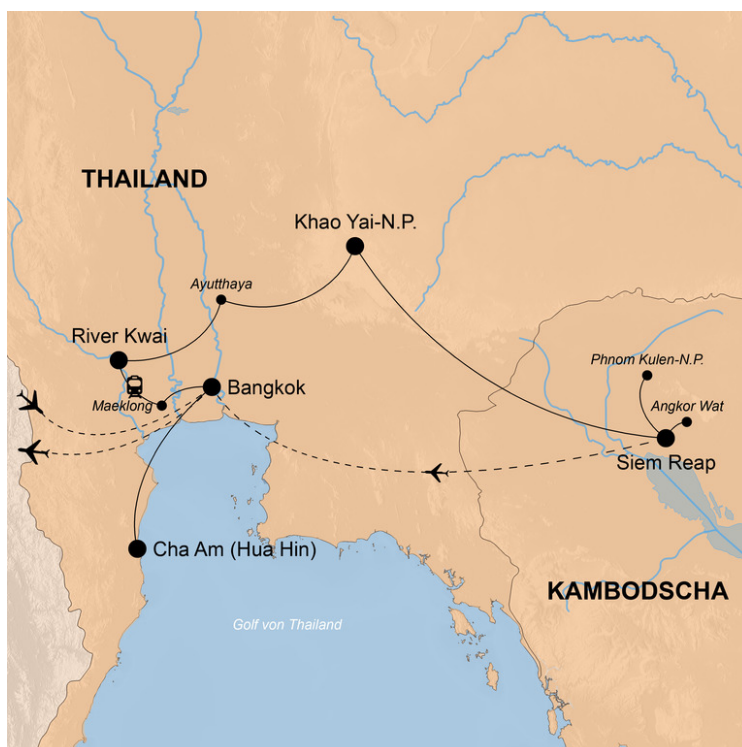 THAILAND
Khao Yai-N.P.
Ayutthaya
River Kwai
Phnom Kulen-N.P.
Bangkok
Maeklong
Angkor Wat
Siem Reap
Cha Am (Hua Hin)
KAMBODSCHA
Golf von Thailand